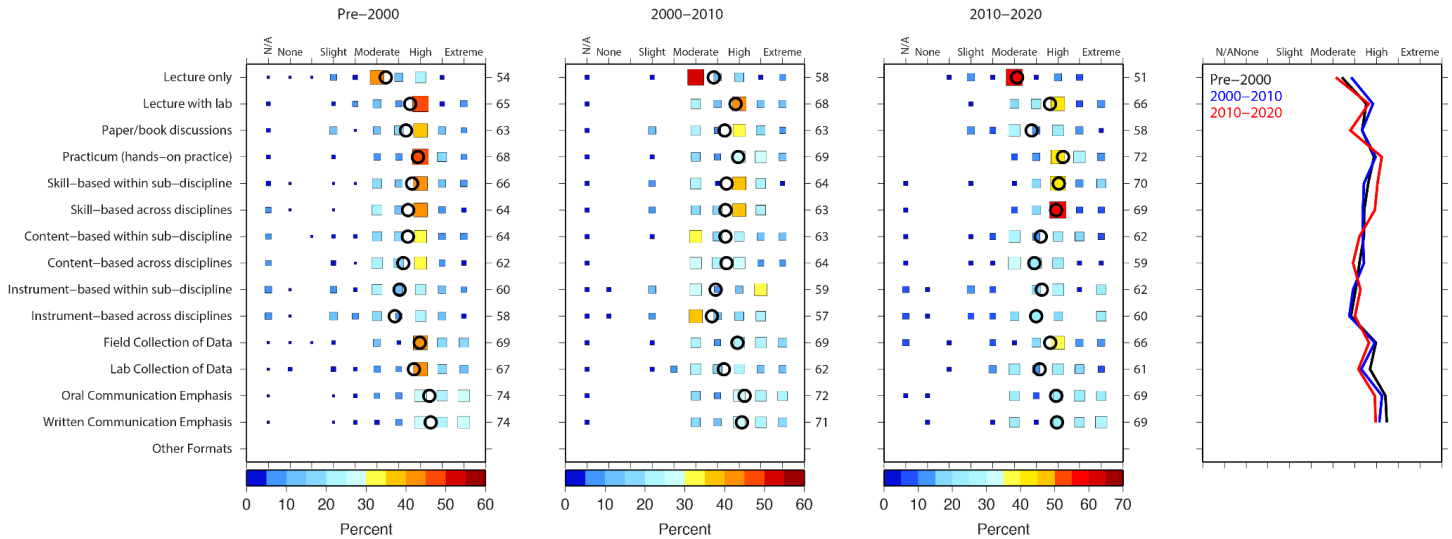 Pre−2000
2000−2010
2010−2020
N/A None Slight Moderate High Extreme
N/A None Slight Moderate High Extreme
N/A None Slight Moderate High Extreme
N/A None Slight Moderate High Extreme
Lecture only 54 58 51
Lecture with lab 65 68 66
Paper/book discussions 63 63 58
Practicum (hands−on practice) 68 69 72
Skill−based within sub−discipline 66 64 70
Skill−based across disciplines 64 63 69
Content−based within sub−discipline 64 63 62
Content−based across disciplines 62 64 59
Instrument−based within sub−discipline 60 59 62
Instrument−based across disciplines 58 57 60
Field Collection of Data 69 69 66
Lab Collection of Data 67 62 61
Oral Communication Emphasis 74 72 69
Written Communication Emphasis 74 71 69
Other Formats
Pre−2000
2000−2010
2010−2020
0 10 20 30 40 50 60
Percent
0 10 20 30 40 50 60
Percent
0 10 20 30 40 50 60 70
Percent